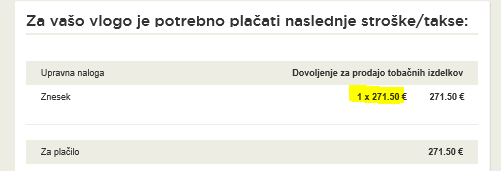 Za vašo vlogo je potrebno plačati naslednje stroške/takse:
Upravna naloga Dovoljenje za prodajo tobačnih izdelkov
Znesek 1 x 271.50 € 271.50 €
Za plačilo 271.50 €